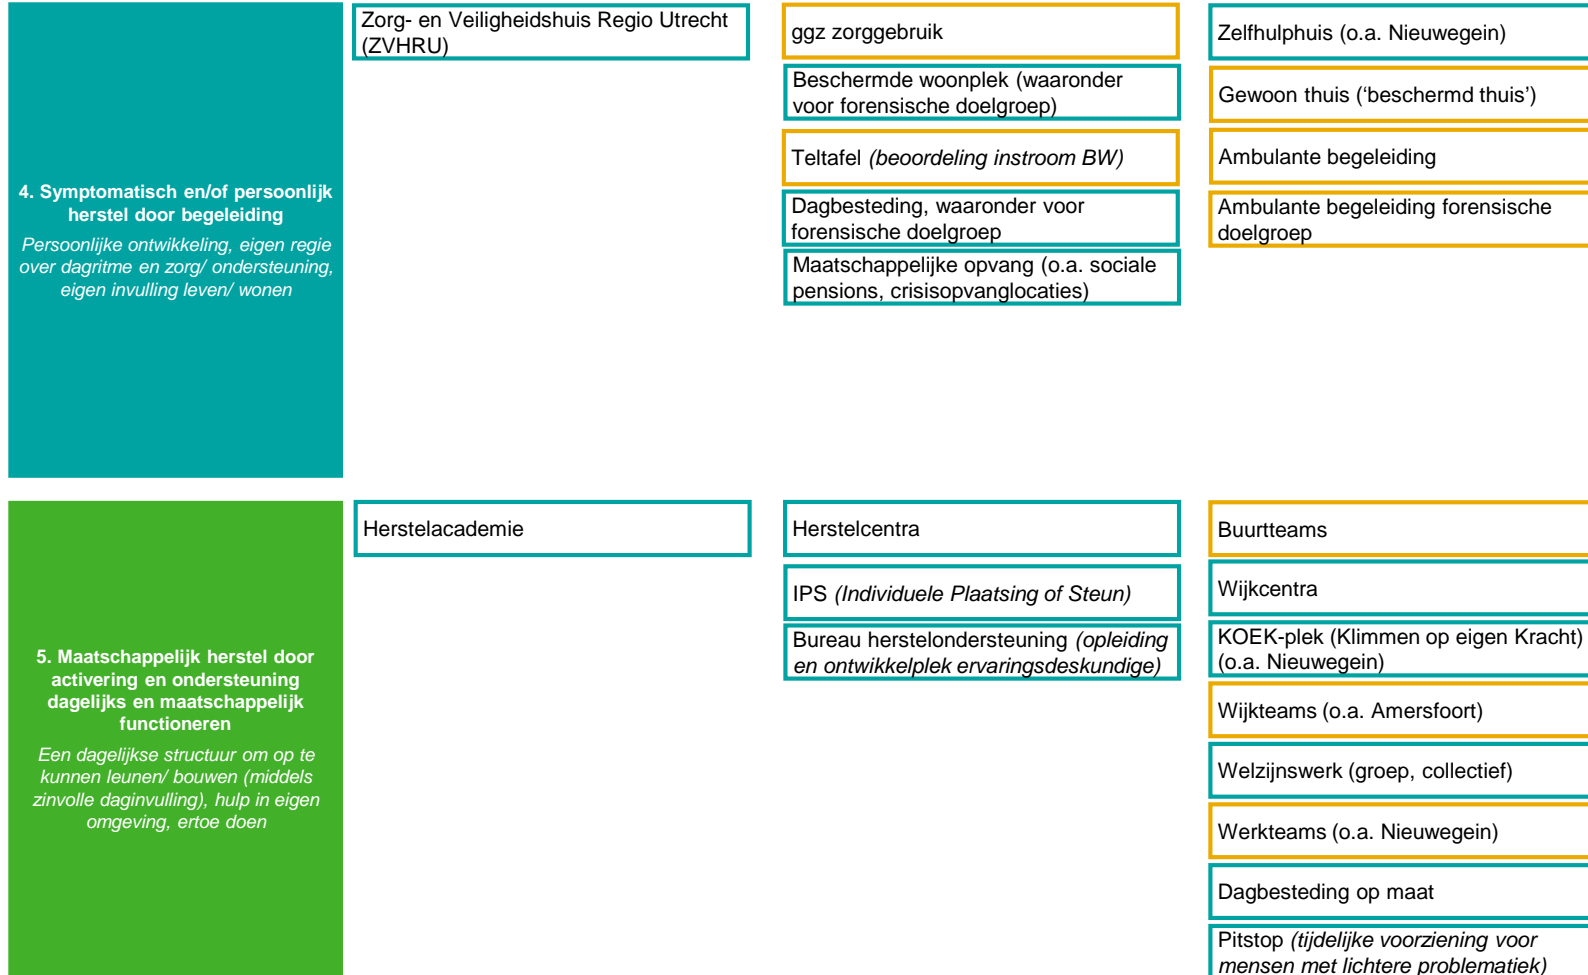 4. Symptomatisch en/of persoonlijk
herstel door begeleiding
Persoonlijke ontwikkeling, eigen regie
over dagritme en zorg/ ondersteuning,
eigen invulling leven/ wonen
Zorg- en Veiligheidshuis Regio Utrecht
(ZVHRU)
ggz zorggebruik
Beschermde woonplek (waaronder
voor forensische doelgroep)
Teltafel (beoordeling instroom BW)
Dagbesteding, waaronder voor
forensische doelgroep
Maatschappelijke opvang (o.a. sociale
pensions, crisisopvanglocaties)
Zelfhulphuis (o.a. Nieuwegein)
Gewoon thuis (‘beschermd thuis’)
Ambulante begeleiding
Ambulante begeleiding forensische
doelgroep
5. Maatschappelijk herstel door
activering en ondersteuning
dagelijks en maatschappelijk
functioneren
Een dagelijkse structuur om op te
kunnen leunen/ bouwen (middels
zinvolle daginvulling), hulp in eigen
omgeving, ertoe doen
Herstelacademie
Herstelcentra
IPS (Individuele Plaatsing of Steun)
Bureau herstelondersteuning (opleiding
en ontwikkelplek ervaringsdeskundige)
Buurtteams
Wijkcentra
KOEK-plek (Klimmen op eigen Kracht)
(o.a. Nieuwegein)
Wijkteams (o.a. Amersfoort)
Welzijnswerk (groep, collectief)
Werkteams (o.a. Nieuwegein)
Dagbesteding op maat
Pitstop (tijdelijke voorziening voor
mensen met lichtere problematiek)